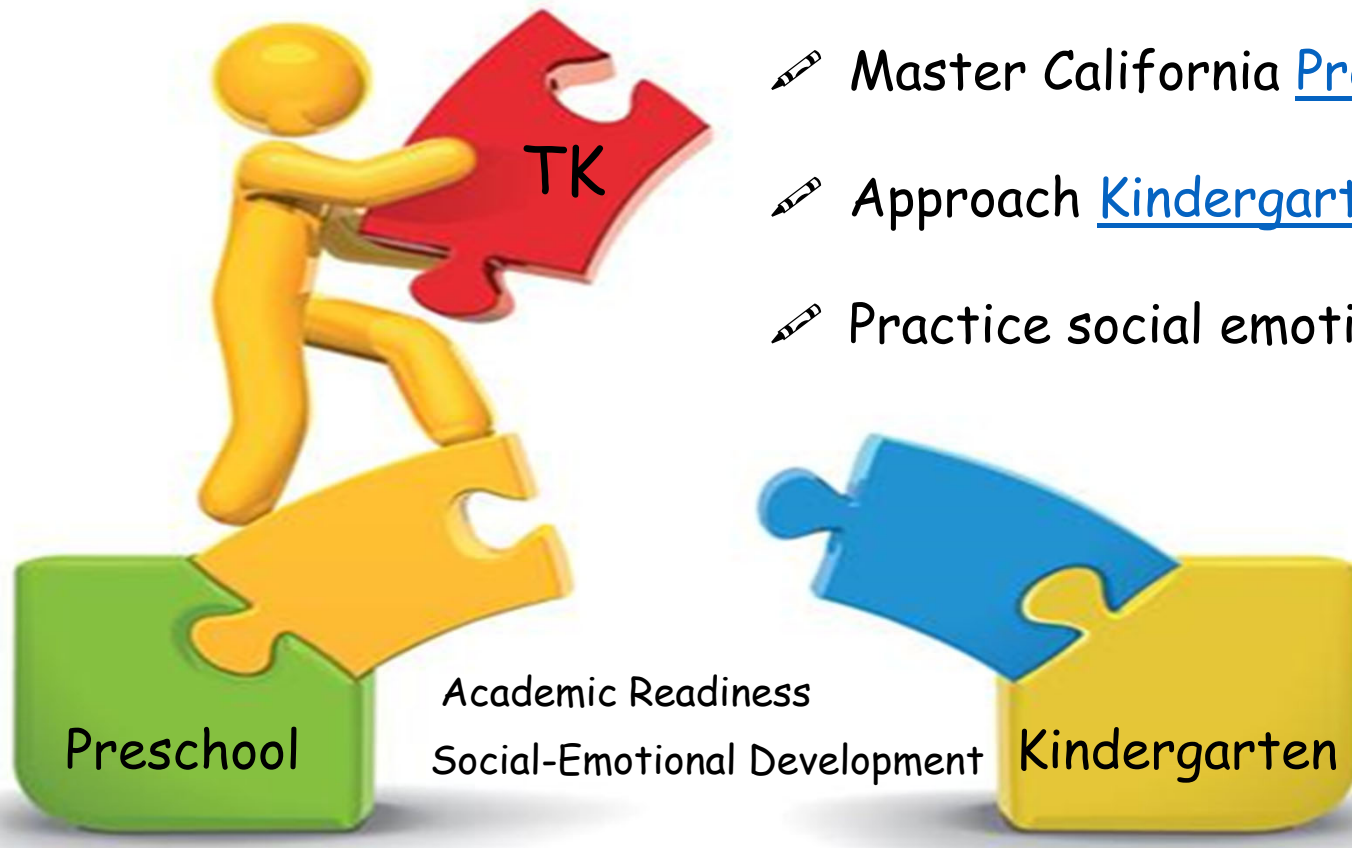 Master California
TK
Approach
Practice social
Academic Readiness
Social-Emotional Development
Preschool
Kindergarten